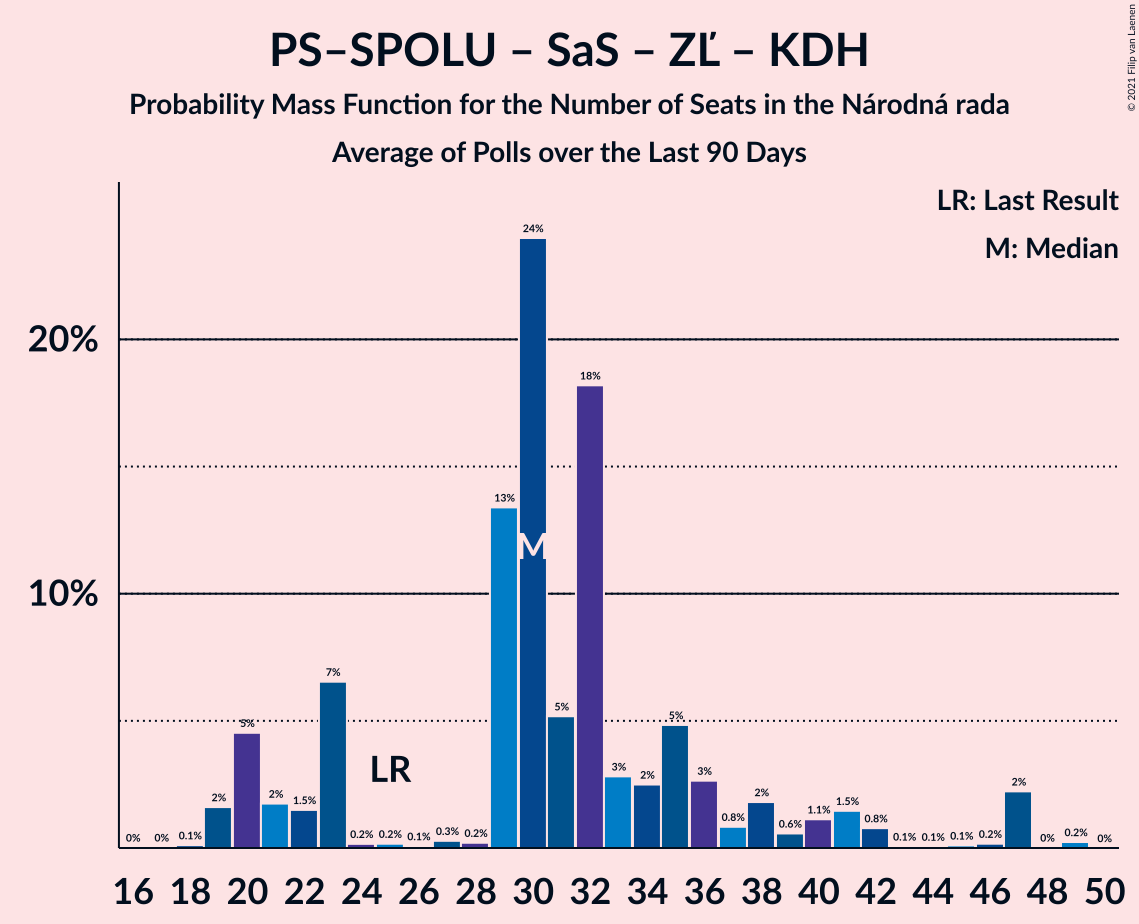 PS–SPOLU – SaS – ZĽ – KDH
Probability Mass Function for the Number of Seats in the Národná rada
Average of Polls over the Last 90 Days
© 2021 Filip van Laenen
LR: Last Result
M: Median
20%
10%
0% 0% 0.1% 2% 5% 2% 1.5% 7% 0.2% 0.2% 0.1% 0.3% 0.2% 13% 24% 5% 18% 3% 2% 5% 3% 0.8% 2% 0.6% 1.1% 1.5% 0.8% 0.1% 0.1% 0.1% 0.2% 2% 0% 0.2% 0%
LR
M
16 18 20 22 24 26 28 30 32 34 36 38 40 42 44 46 48 50